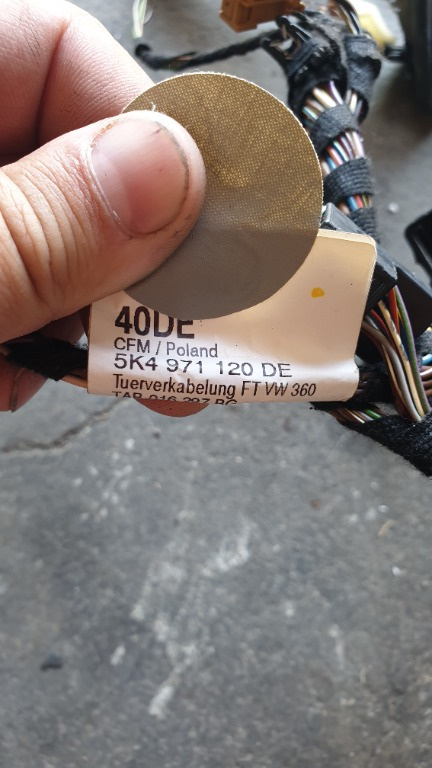 40DE
CFM / Poland
5K4 971 120 DE
Tuerverkabelung FT VW 360